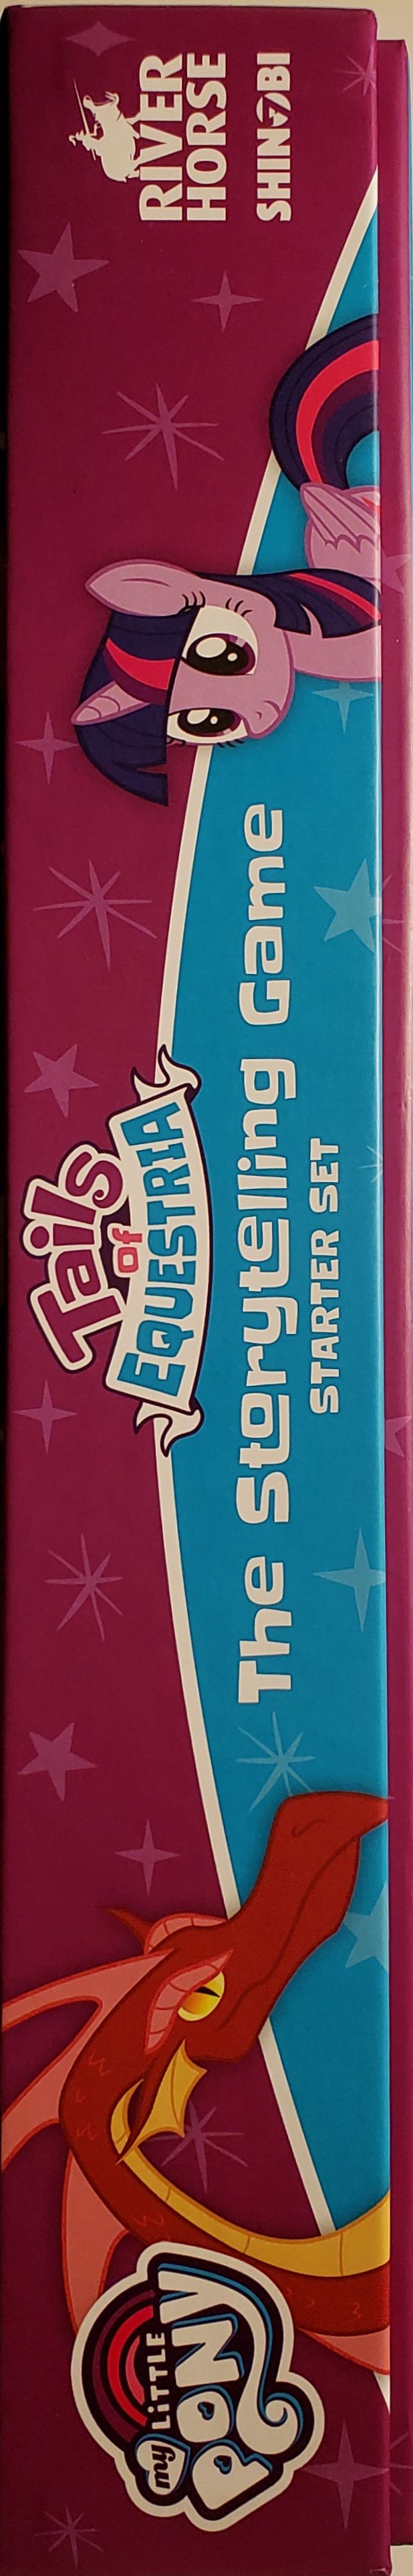 my LITTLE
PONY
Tails
of
EQUESTRIA
The Storytelling Game
STARTER SET
RIVER
HORSE
SHINOBI